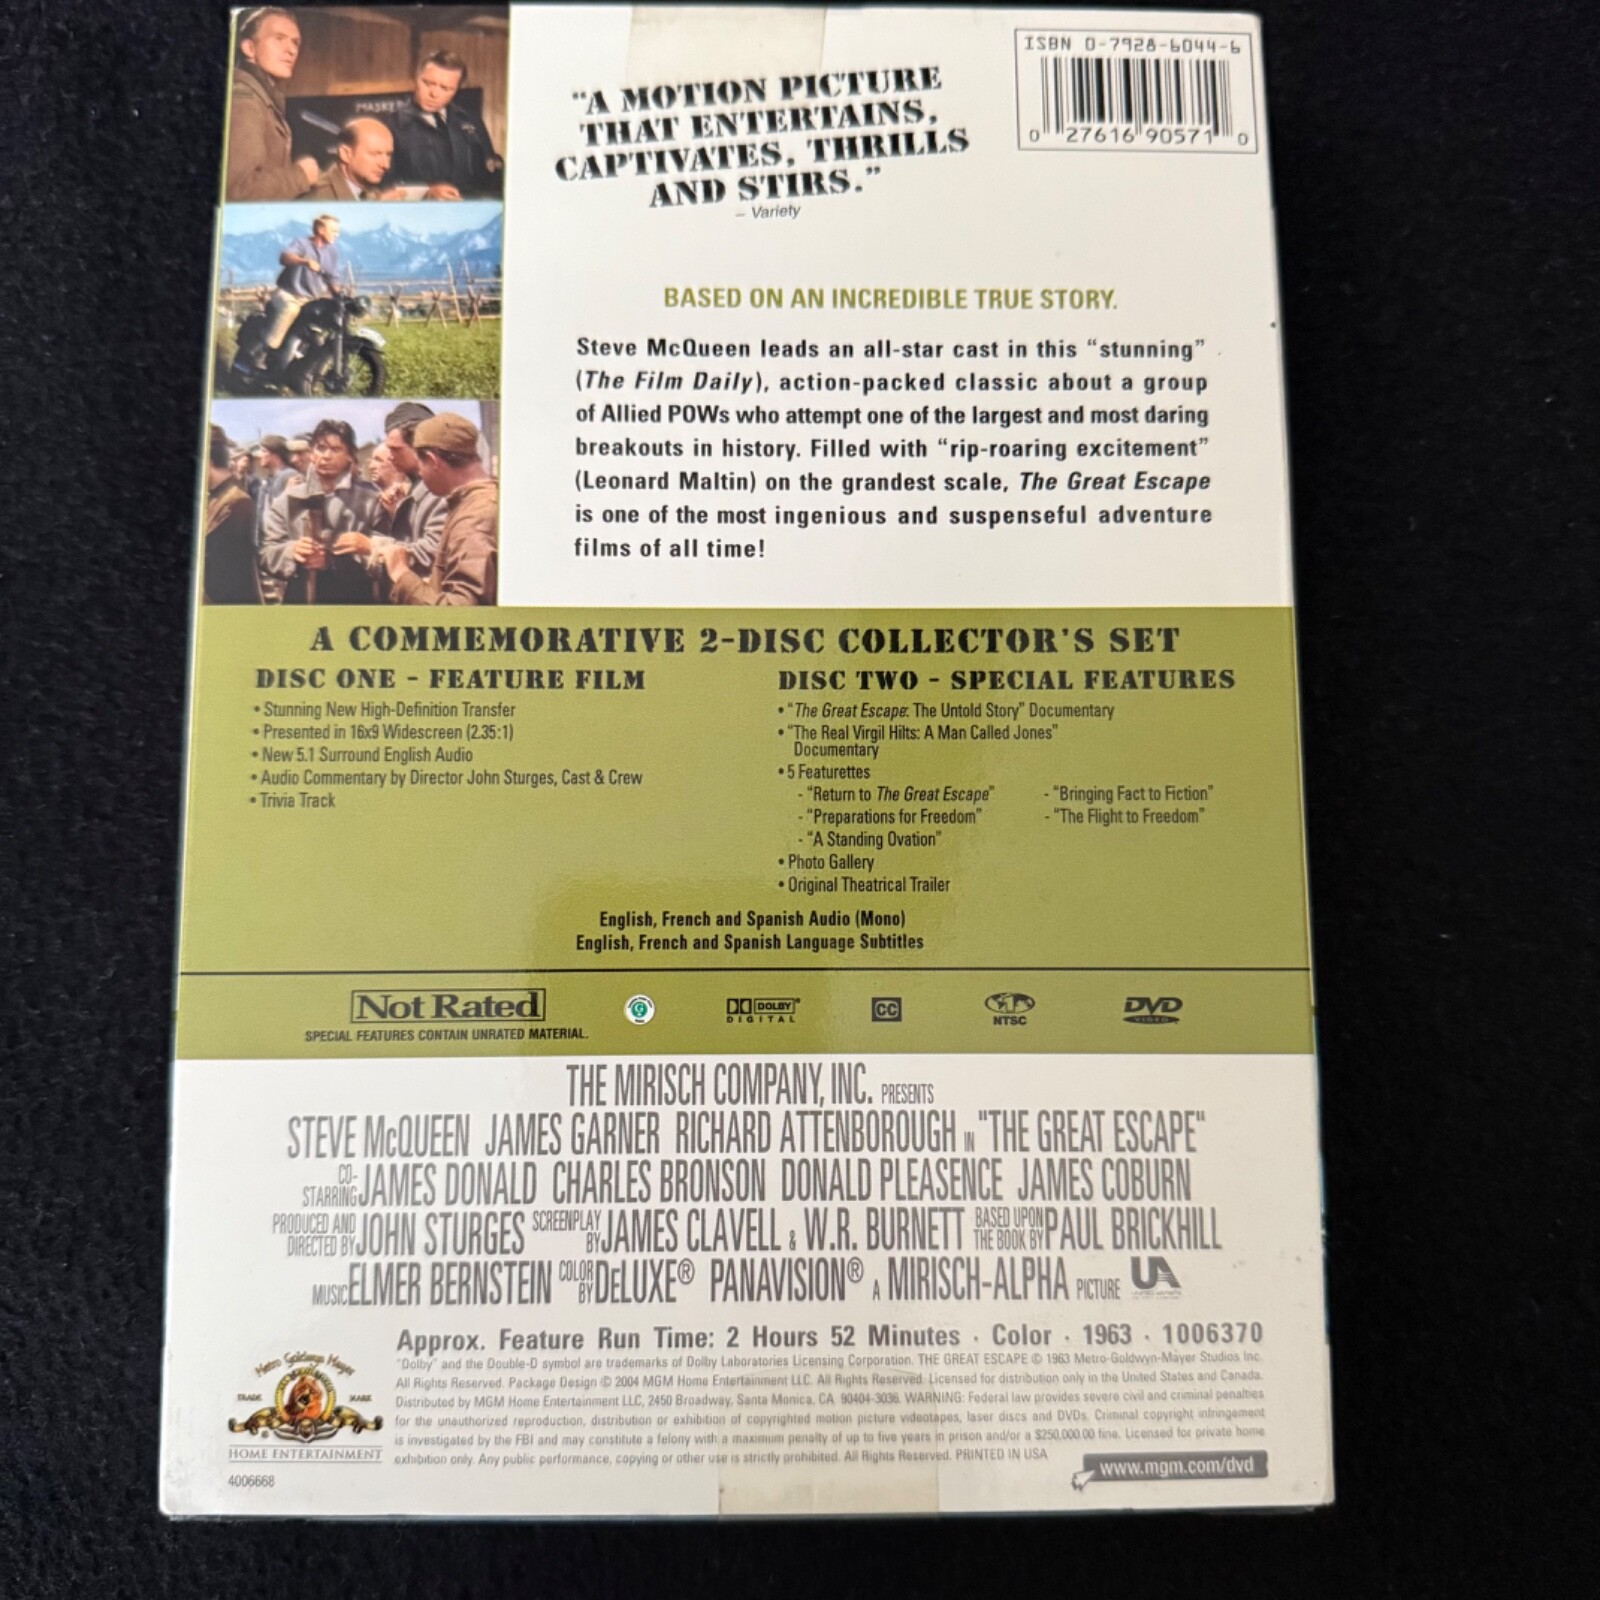 ISBN 0-7928-6044-6
0 27616 90571 0
"A MOTION PICTURE
THAT ENTERTAINS,
CAPTIVATES, THRILLS
AND STIRS."
– Variety
BASED ON AN INCREDIBLE TRUE STORY.
Steve McQueen leads an all-star cast in this "stunning"
(The Film Daily), action-packed classic about a group
of Allied POWs who attempt one of the largest and most daring
breakouts in history. Filled with "rip-roaring excitement"
(Leonard Maltin) on the grandest scale, The Great Escape
is one of the most ingenious and suspenseful adventure
films of all time!
A COMMEMORATIVE 2-DISC COLLECTOR'S SET
DISC ONE - FEATURE FILM
• Stunning New High-Definition Transfer
• Presented in 16x9 Widescreen (2.35:1)
• New 5.1 Surround English Audio
• Audio Commentary by Director John Sturges, Cast & Crew
• Trivia Track
DISC TWO - SPECIAL FEATURES
• "The Great Escape: The Untold Story" Documentary
• "The Real Virgil Hilts: A Man Called Jones"
Documentary
• 5 Featurettes
- "Return to The Great Escape"
- "Preparations for Freedom"
- "A Standing Ovation"
- "Bringing Fact to Fiction"
- "The Flight to Freedom"
• Photo Gallery
• Original Theatrical Trailer
English, French and Spanish Audio (Mono)
English, French and Spanish Language Subtitles
Not Rated
SPECIAL FEATURES CONTAIN UNRATED MATERIAL.
DOLBY
DIGITAL
CC
NTSC
DVD
VIDEO
THE MIRISCH COMPANY, INC. PRESENTS
STEVE McQUEEN JAMES GARNER RICHARD ATTENBOROUGH IN "THE GREAT ESCAPE"
CO-STARRING JAMES DONALD CHARLES BRONSON DONALD PLEASENCE JAMES COBURN
PRODUCED AND DIRECTED BY JOHN STURGES SCREENPLAY BY JAMES CLAVELL & W.R. BURNETT BASED UPON THE BOOK BY PAUL BRICKHILL
MUSIC ELMER BERNSTEIN COLOR BY DeLUXE® PANAVISION® A MIRISCH-ALPHA PICTURE UA
Approx. Feature Run Time: 2 Hours 52 Minutes · Color · 1963 · 1006370
"Dolby" and the Double-D symbol are trademarks of Dolby Laboratories Licensing Corporation. THE GREAT ESCAPE © 1963 Metro-Goldwyn-Mayer Studios Inc.
All Rights Reserved. Package Design © 2004 MGM Home Entertainment LLC. All Rights Reserved. Licensed for distribution only in the United States and Canada.
Distributed by MGM Home Entertainment LLC, 2450 Broadway, Santa Monica, CA 90404-3036. WARNING: Federal law provides severe civil and criminal penalties
for the unauthorized reproduction, distribution or exhibition of copyrighted motion picture videotapes, laser discs and DVDs. Criminal copyright infringement
is investigated by the FBI and may constitute a felony with a maximum penalty of up to five years in prison and/or a $250,000.00 fine. Licensed for private home
exhibition only. Any public performance, copying or other use is strictly prohibited. All Rights Reserved. PRINTED IN USA
Metro Goldwyn Mayer
TRADE MARK
HOME ENTERTAINMENT
www.mgm.com/dvd
4006668